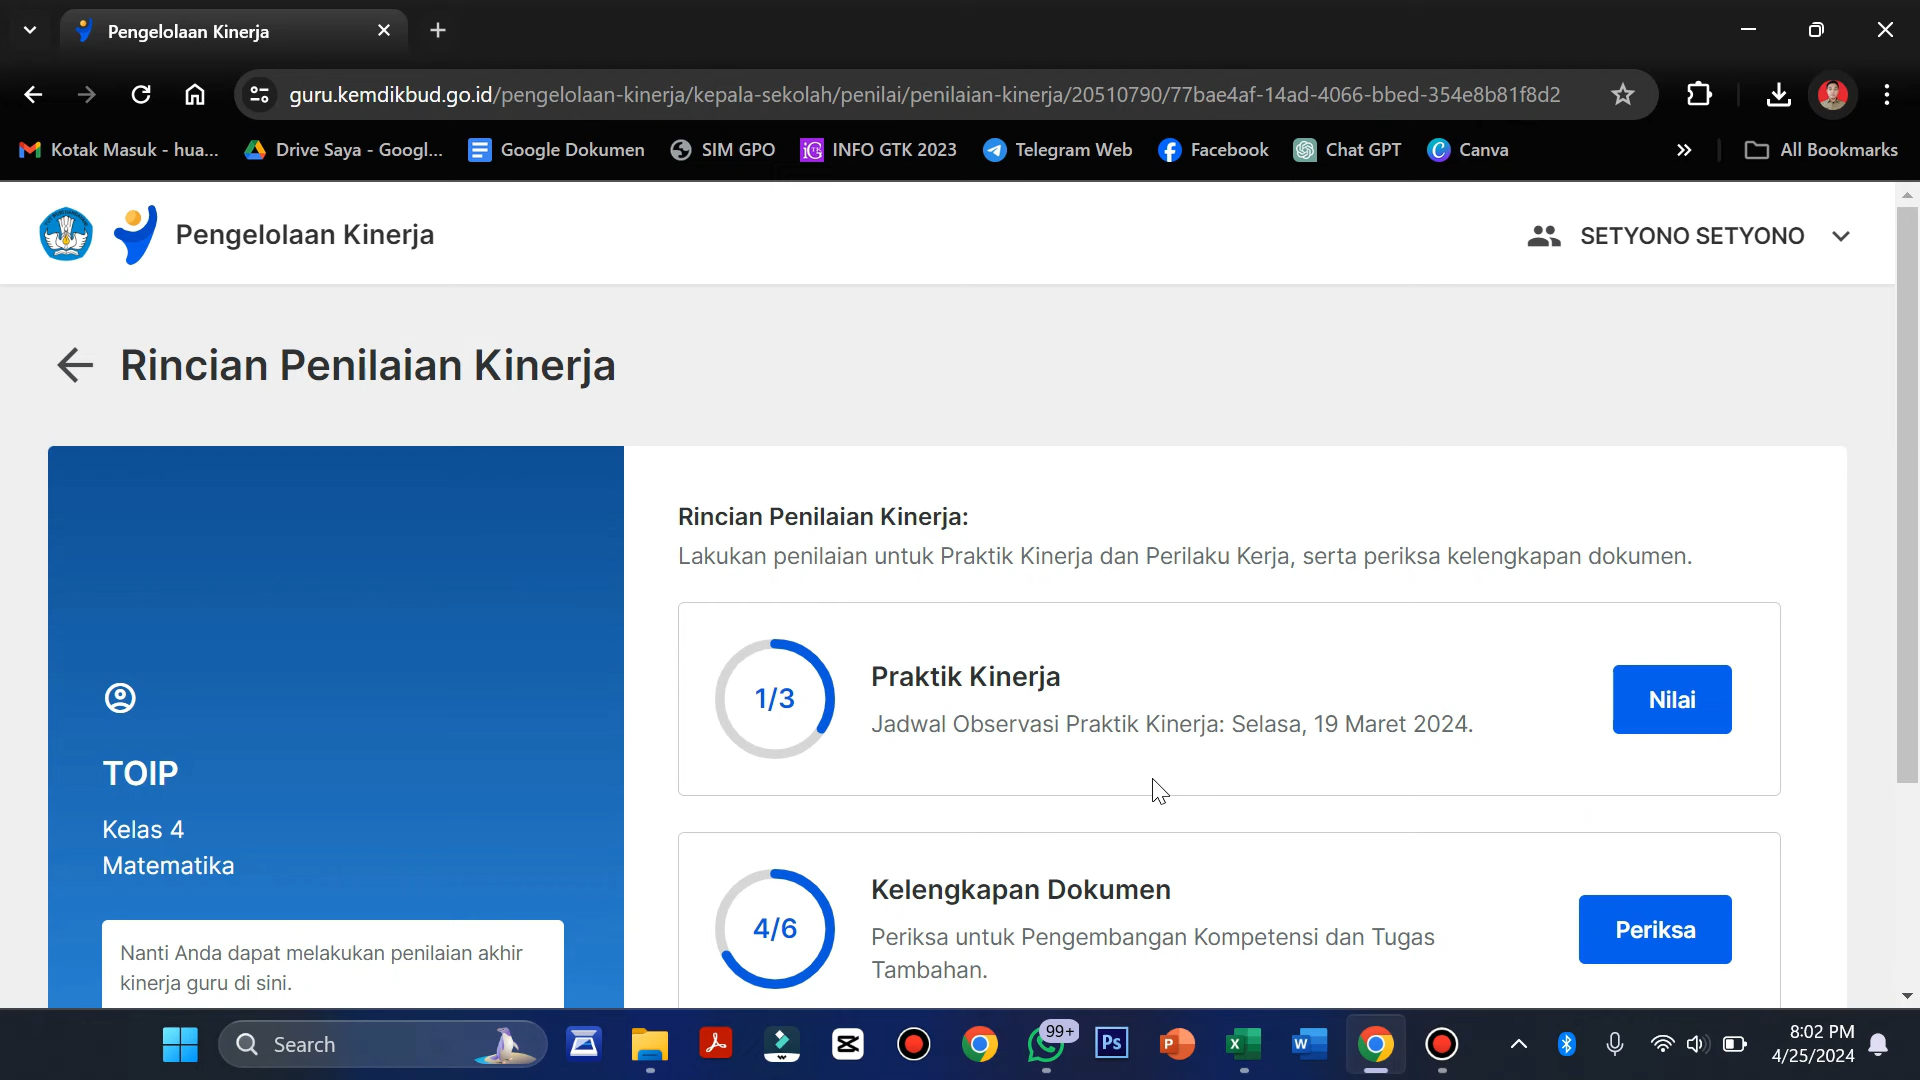 Pengelolaan Kinerja
guru.kemdikbud.go.id/pengelolaan-kinerja/kepala-sekolah/penilai/penilaian-kinerja/20510790/77bae4af-14ad-4066-bbed-354e8b81f8d2
Kotak Masuk - hua... Drive Saya - Googl... Google Dokumen SIM GPO INFO GTK 2023 Telegram Web Facebook Chat GPT Canva All Bookmarks
Pengelolaan Kinerja
SETYONO SETYONO
Rincian Penilaian Kinerja
Rincian Penilaian Kinerja:
Lakukan penilaian untuk Praktik Kinerja dan Perilaku Kerja, serta periksa kelengkapan dokumen.
1/3
Praktik Kinerja
Jadwal Observasi Praktik Kinerja: Selasa, 19 Maret 2024.
Nilai
TOIP
Kelas 4
Matematika
Nanti Anda dapat melakukan penilaian akhir
kinerja guru di sini.
4/6
Kelengkapan Dokumen
Periksa untuk Pengembangan Kompetensi dan Tugas
Tambahan.
Periksa
Search
99+
Ps
P
X
W
8:02 PM
4/25/2024